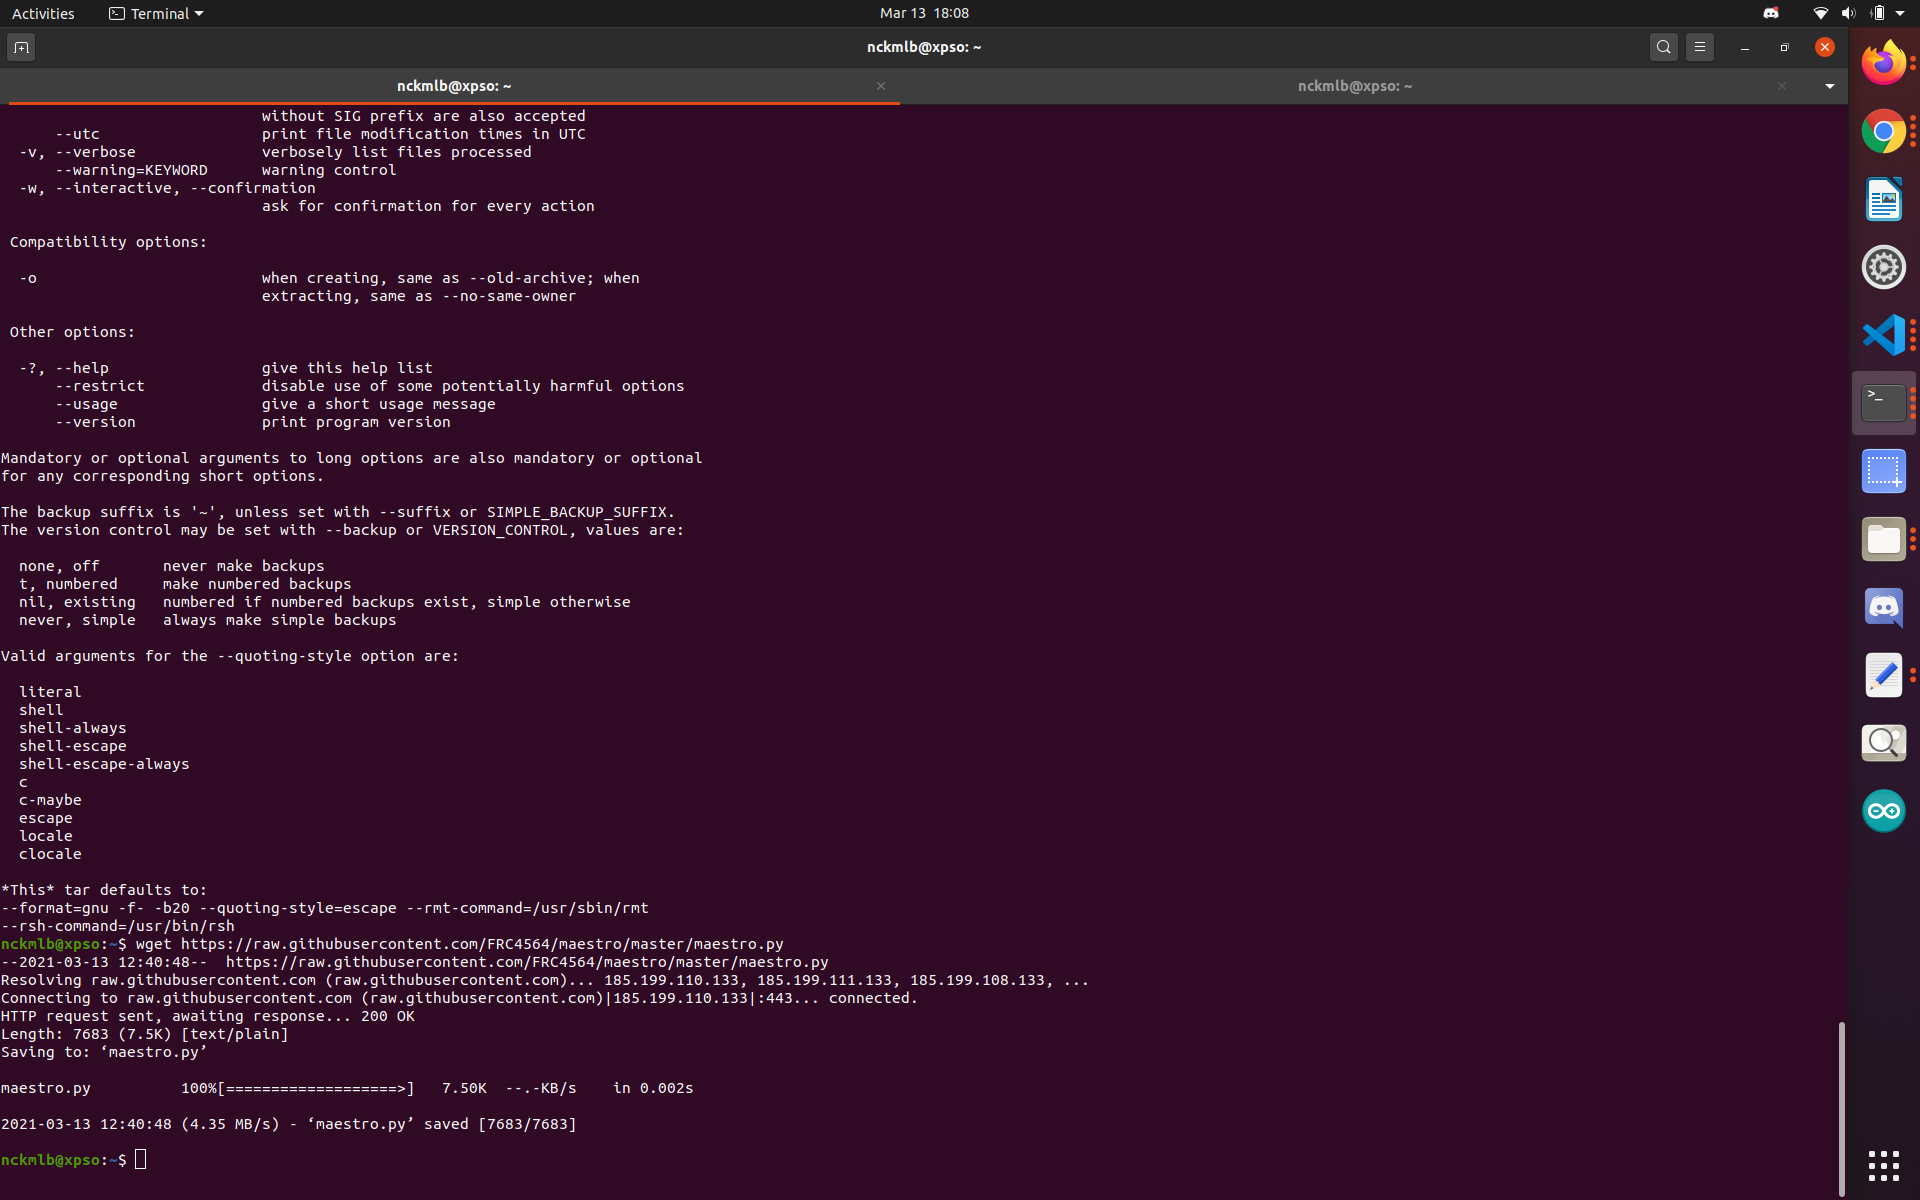 Activities
Terminal
Mar 13 18:08
nckmlb@xpso: ~
nckmlb@xpso: ~
nckmlb@xpso: ~
without SIG prefix are also accepted
--utc print file modification times in UTC
-v, --verbose verbosely list files processed
--warning=KEYWORD warning control
-w, --interactive, --confirmation
ask for confirmation for every action
Compatibility options:
-o when creating, same as --old-archive; when
extracting, same as --no-same-owner
Other options:
-?, --help give this help list
--restrict disable use of some potentially harmful options
--usage give a short usage message
--version print program version
Mandatory or optional arguments to long options are also mandatory or optional
for any corresponding short options.
The backup suffix is '~', unless set with --suffix or SIMPLE_BACKUP_SUFFIX.
The version control may be set with --backup or VERSION_CONTROL, values are:
none, off never make backups
t, numbered make numbered backups
nil, existing numbered if numbered backups exist, simple otherwise
never, simple always make simple backups
Valid arguments for the --quoting-style option are:
literal
shell
shell-always
shell-escape
shell-escape-always
c
c-maybe
escape
locale
clocale
*This* tar defaults to:
--format=gnu -f- -b20 --quoting-style=escape --rmt-command=/usr/sbin/rmt
--rsh-command=/usr/bin/rsh
nckmlb@xpso:~$ wget https://raw.githubusercontent.com/FRC4564/maestro/master/maestro.py
--2021-03-13 12:40:48-- https://raw.githubusercontent.com/FRC4564/maestro/master/maestro.py
Resolving raw.githubusercontent.com (raw.githubusercontent.com)... 185.199.110.133, 185.199.111.133, 185.199.108.133, ...
Connecting to raw.githubusercontent.com (raw.githubusercontent.com)|185.199.110.133|:443... connected.
HTTP request sent, awaiting response... 200 OK
Length: 7683 (7.5K) [text/plain]
Saving to: ‘maestro.py’
maestro.py 100%[===================>] 7.50K --.-KB/s in 0.002s
2021-03-13 12:40:48 (4.35 MB/s) - ‘maestro.py’ saved [7683/7683]
nckmlb@xpso:~$